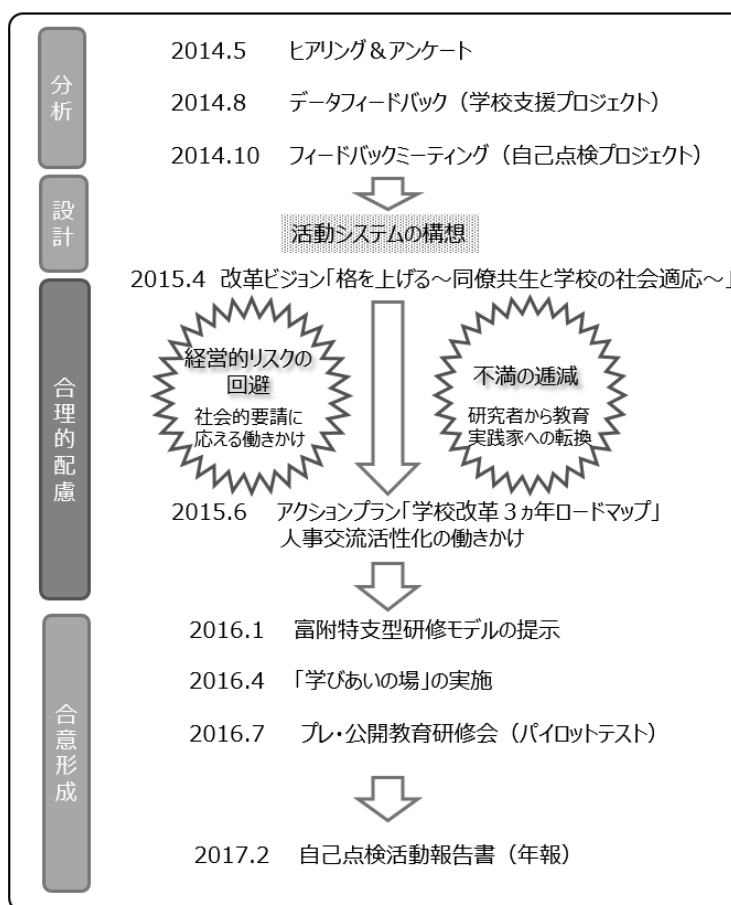 分析
2014.5 ヒアリング＆アンケート
2014.8 データフィードバック（学校支援プロジェクト）
2014.10 フィードバックミーティング（自己点検プロジェクト）
設計
活動システムの構想
2015.4 改革ビジョン「格を上げる～同僚共生と学校の社会適応～」
合理的配慮
経営的リスクの
回避
社会的要請に
応える働きかけ
不満の逓減
研究者から教育
実践家への転換
2015.6 アクションプラン「学校改革３ヵ年ロードマップ」
人事交流活性化の働きかけ
合意形成
2016.1 富附特支型研修モデルの提示
2016.4 「学びあいの場」の実施
2016.7 プレ・公開教育研修会（パイロットテスト）
2017.2 自己点検活動報告書（年報）